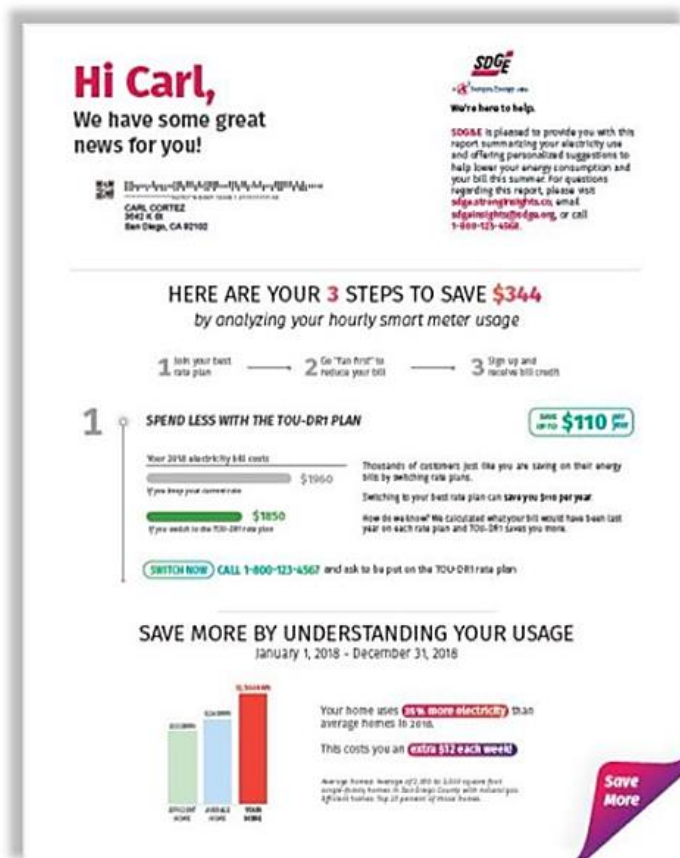 Hi Carl,
We have some great
news for you!
CARL CORTEZ
San Diego, CA 92102
SDGE
We're here to help.
SDG&E is pleased to provide you with this
report summarizing your electricity use
and offering personalized suggestions to
help lower your energy consumption and
your bill this summer. For questions
regarding this report, please visit
email
or call
1-800-123-4568.
HERE ARE YOUR 3 STEPS TO SAVE $344
by analyzing your hourly smart meter usage
1 Join your best
rate plan
2 Go "fan first" to
reduce your bill
3 Sign up and
receive bill credit
1
SPEND LESS WITH THE TOU-DR1 PLAN
SAVE UP TO $110 per year
Your 2018 electricity bill costs
$1960
If you keep your current rate
$1850
If you switch to the TOU-DR1 rate plan
Thousands of customers just like you are saving on their energy
bills by switching rate plans.
Switching to your best rate plan can save you $110 per year.
How do we know? We calculated what your bill would have been last
year on each rate plan and TOU-DR1 saves you more.
SWITCH NOW CALL 1-800-123-4567 and ask to be put on the TOU-DR1 rate plan
SAVE MORE BY UNDERSTANDING YOUR USAGE
January 1, 2018 - December 31, 2018
EFFICIENT
HOME
AVERAGE
HOME
YOUR
HOME
Your home uses more electricity than
average homes in 2018.
This costs you an extra $12 each week!
Save
More